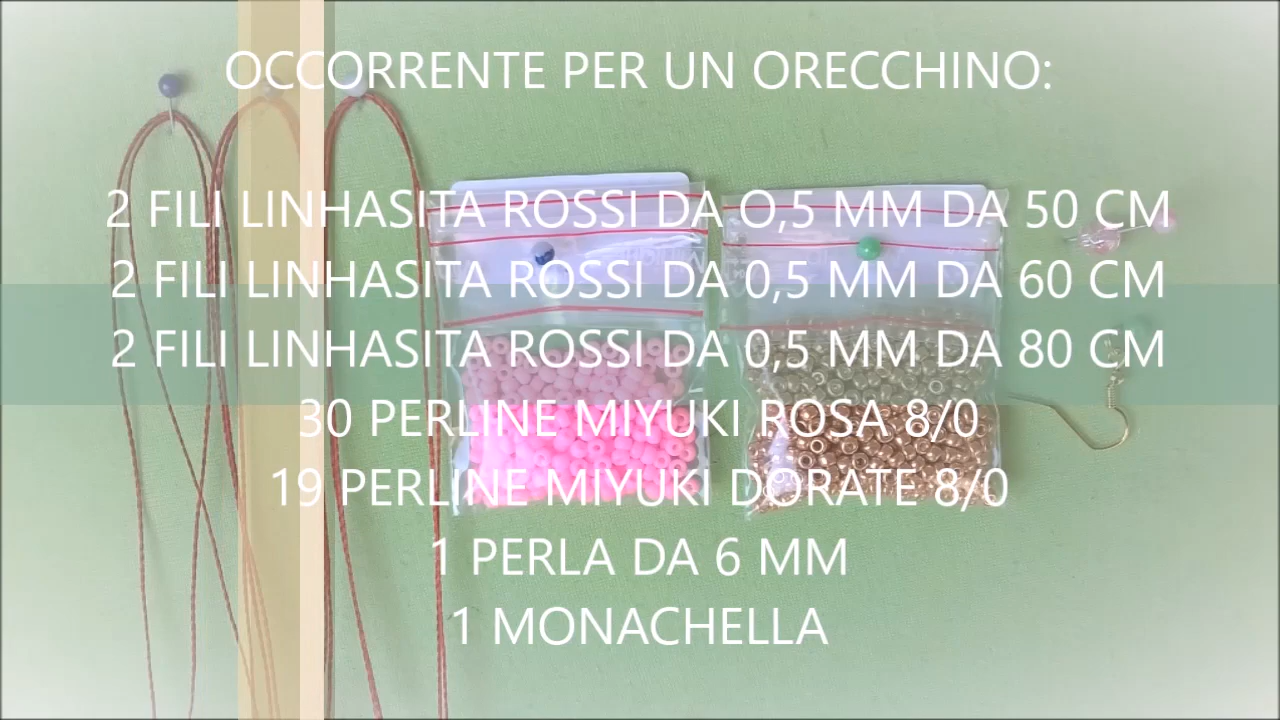 OCCORRENTE PER UN ORECCHINO:
2 FILI LINHASITA ROSSI DA O,5 MM DA 50 CM
2 FILI LINHASITA ROSSI DA 0,5 MM DA 60 CM
2 FILI LINHASITA ROSSI DA 0,5 MM DA 80 CM
30 PERLINE MIYUKI ROSA 8/0
19 PERLINE MIYUKI DORATE 8/0
1 PERLA DA 6 MM
1 MONACHELLA